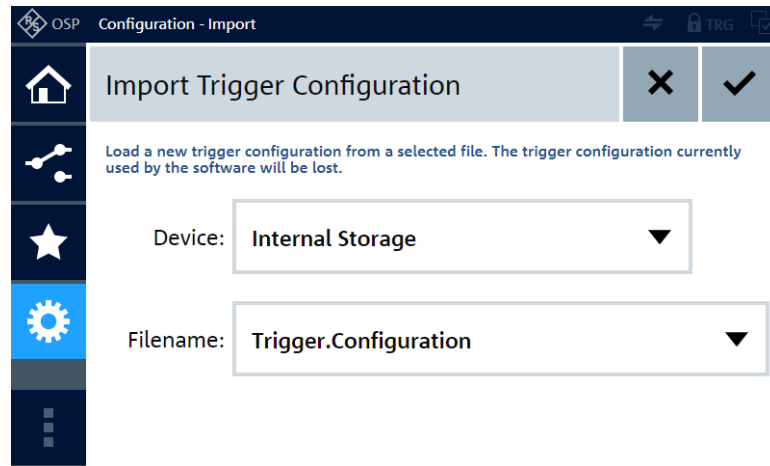 R&S OSP Configuration - Import TRG
Import Trigger Configuration
Load a new trigger configuration from a selected file. The trigger configuration currently
used by the software will be lost.
Device: Internal Storage
Filename: Trigger.Configuration